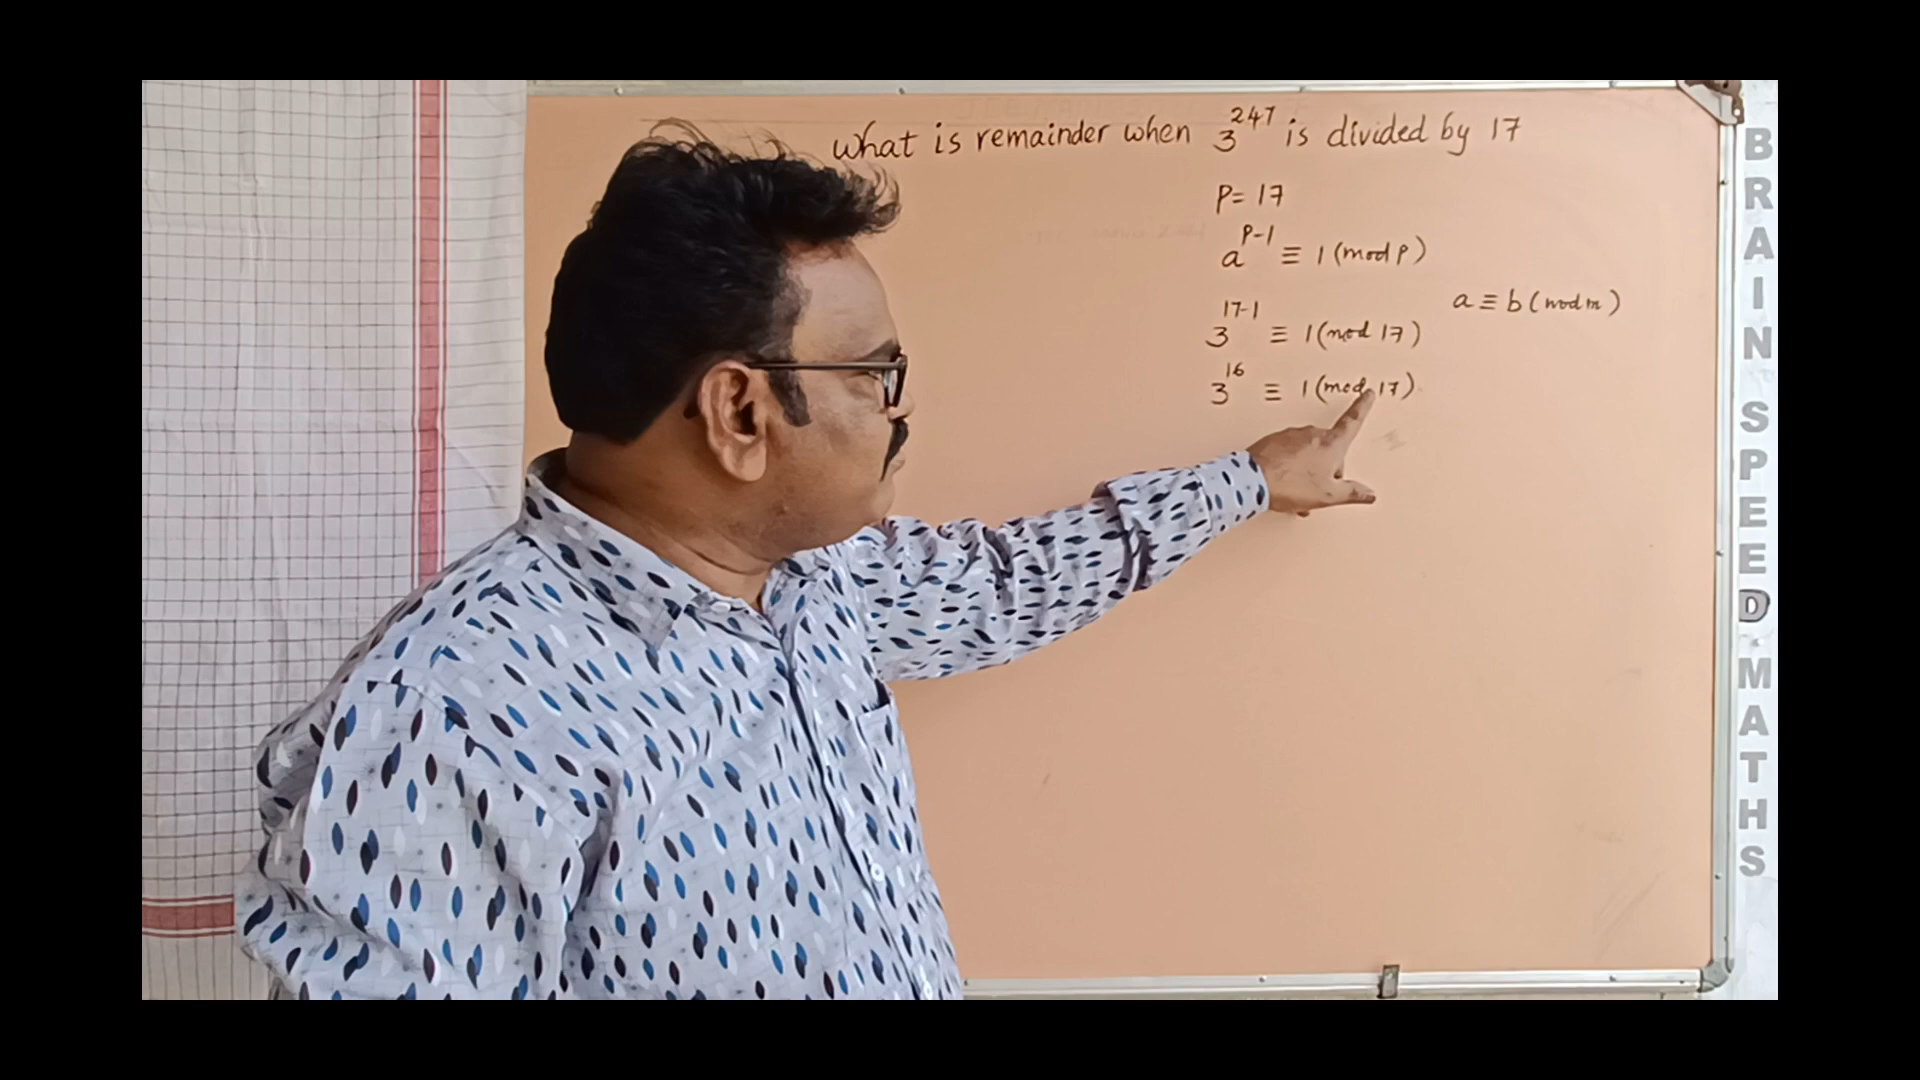 What is remainder when 3^247 is divided by 17
P = 17
a^P-1 ≡ 1 (mod P)
a ≡ b (mod m)
3^17-1 ≡ 1 (mod 17)
3^16 ≡ 1 (mod 17)
BRAIN SPEED MATHS